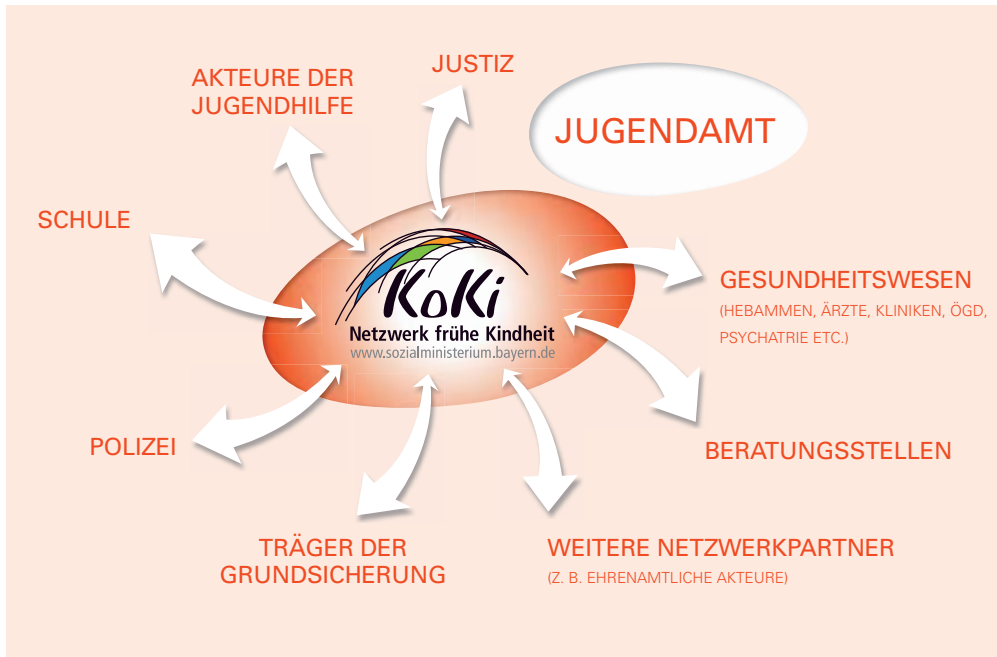 JUSTIZ
AKTEURE DER
JUGENDHILFE
JUGENDAMT
SCHULE
KoKi
Netzwerk frühe Kindheit
www.sozialministerium.bayern.de
GESUNDHEITSWESEN
(HEBAMMEN, ÄRZTE, KLINIKEN, ÖGD,
PSYCHATRIE ETC.)
POLIZEI
BERATUNGSSTELLEN
TRÄGER DER
GRUNDSICHERUNG
WEITERE NETZWERKPARTNER
(Z. B. EHRENAMTLICHE AKTEURE)